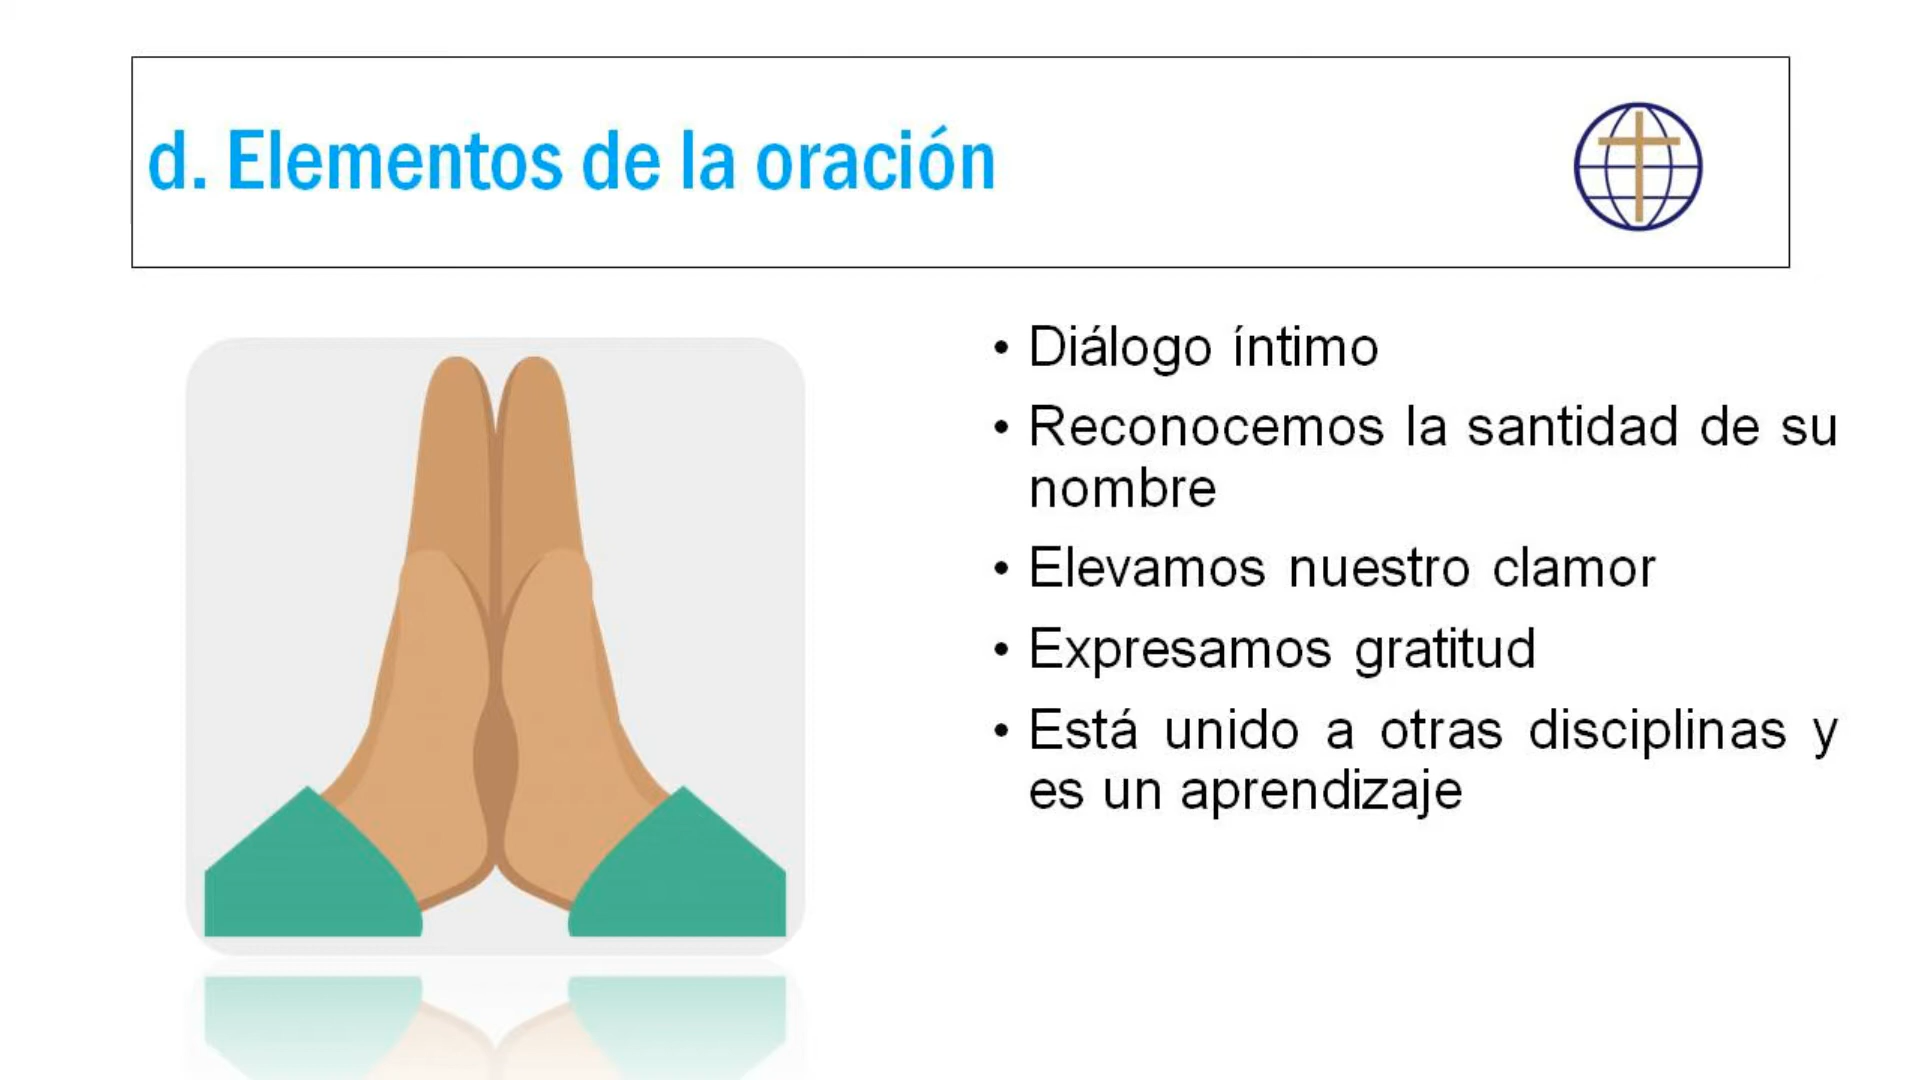 d. Elementos de la oración
• Diálogo íntimo
• Reconocemos la santidad de su
nombre
• Elevamos nuestro clamor
• Expresamos gratitud
• Está unido a otras disciplinas y
es un aprendizaje